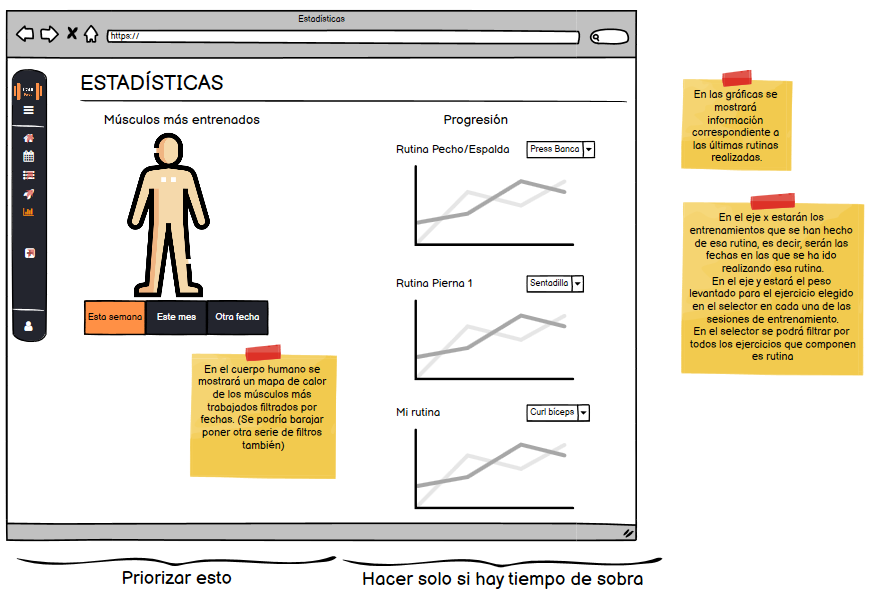 Estadísticas
https://
ESTADÍSTICAS
Músculos más entrenados
Esta semana
Este mes
Otra fecha
En el cuerpo humano se
mostrará un mapa de calor
de los músculos más
trabajados filtrados por
fechas. (Se podría barajar
poner otra serie de filtros
también)
Progresión
Rutina Pecho/Espalda
Press Banca
Rutina Pierna 1
Sentadilla
Mi rutina
Curl bíceps
En las gráficas se
mostrará
información
correspondiente a
las últimas rutinas
realizadas.
En el eje x estarán los
entrenamientos que se han hecho
de esa rutina, es decir, serán las
fechas en las que se ha ido
realizando esa rutina.
En el eje y estará el peso
levantado para el ejercicio elegido
en el selector en cada una de las
sesiones de entrenamiento.
En el selector se podrá filtrar por
todos los ejercicios que componen
es rutina
Priorizar esto
Hacer solo si hay tiempo de sobra